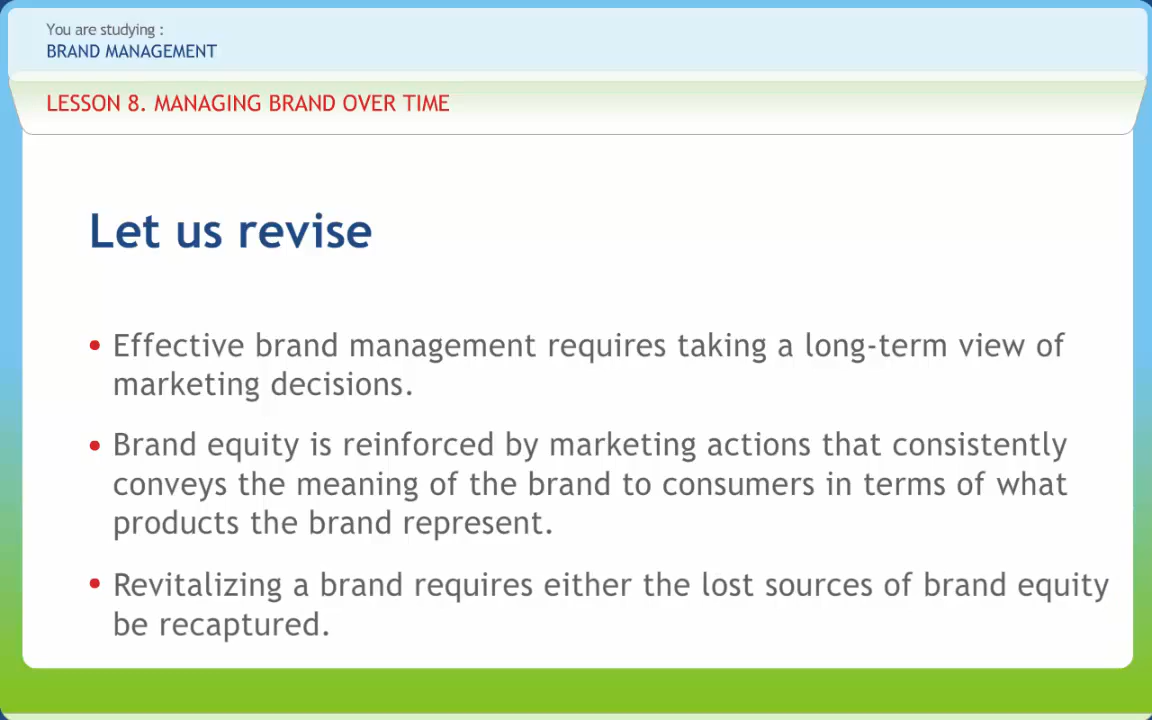 You are studying :
BRAND MANAGEMENT
LESSON 8. MANAGING BRAND OVER TIME
Let us revise
• Effective brand management requires taking a long-term view of
marketing decisions.
• Brand equity is reinforced by marketing actions that consistently
conveys the meaning of the brand to consumers in terms of what
products the brand represent.
• Revitalizing a brand requires either the lost sources of brand equity
be recaptured.